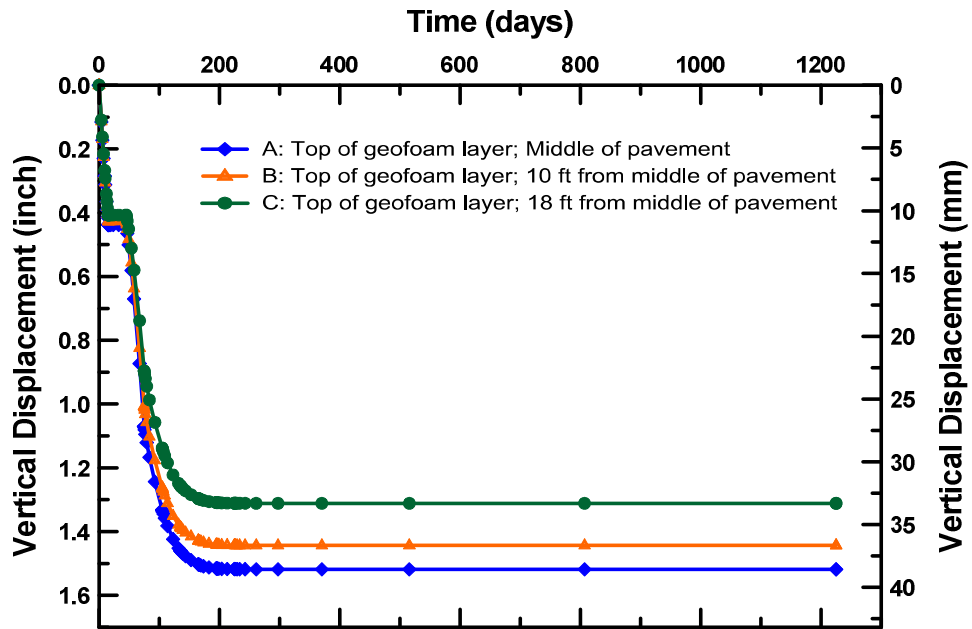 Time (days)
0 200 400 600 800 1000 1200
0.0
0.2
0.4
0.6
0.8
1.0
1.2
1.4
1.6
Vertical Displacement (inch)
A: Top of geofoam layer; Middle of pavement
B: Top of geofoam layer; 10 ft from middle of pavement
C: Top of geofoam layer; 18 ft from middle of pavement
0
5
10
15
20
25
30
35
40
Vertical Displacement (mm)